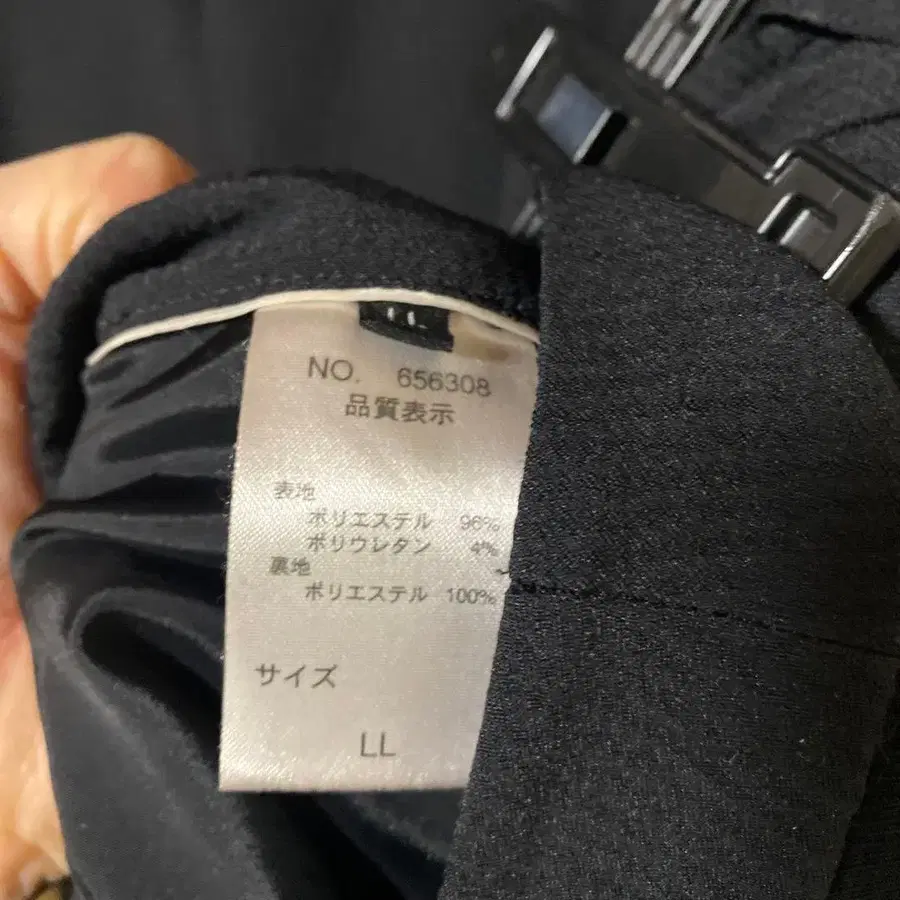 LL
NO. 656308
品質表示
表地
ポリエステル 96%
ポリウレタン 4%
裏地
ポリエステル 100%
サイズ
LL